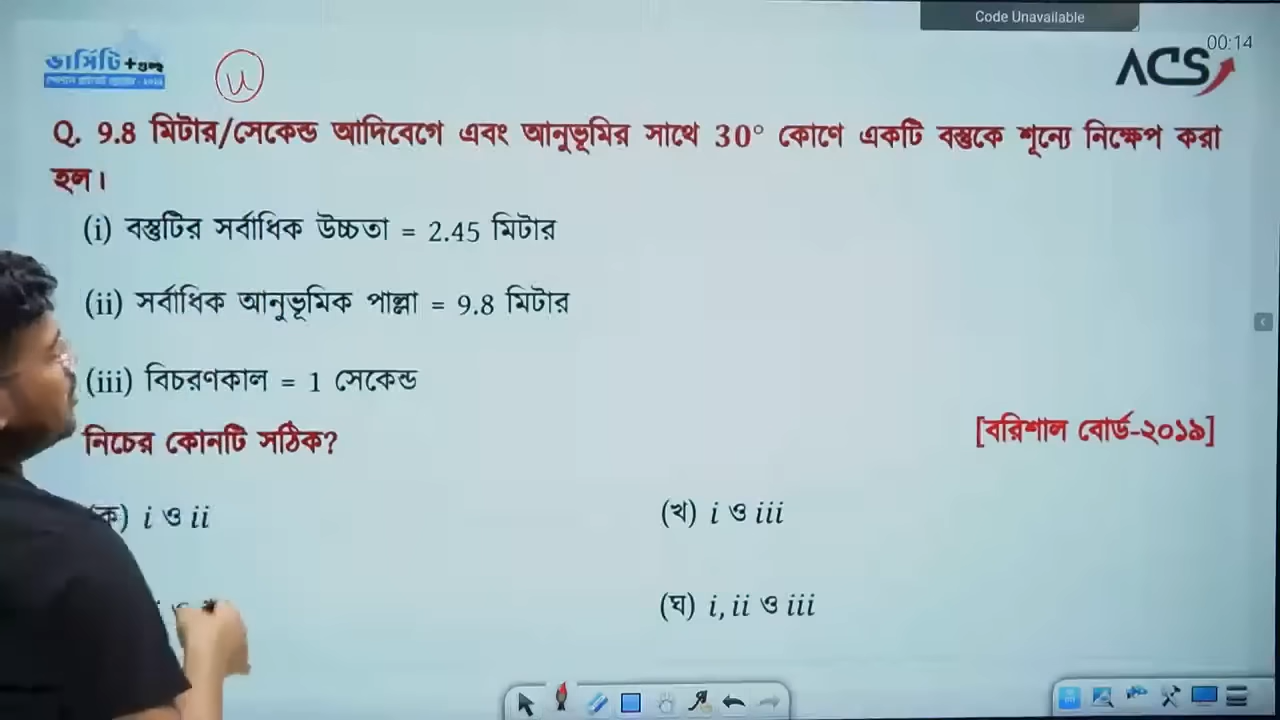 Code Unavailable
00:14
ভার্সিটি
ACS
u
Q. 9.8 মিটার/সেকেন্ড আদিবেগে এবং আনুভূমির সাথে 30° কোণে একটি বস্তুকে শূন্যে নিক্ষেপ করা
হল।
(i) বস্তুটির সর্বাধিক উচ্চতা = 2.45 মিটার
(ii) সর্বাধিক আনুভূমিক পাল্লা = 9.8 মিটার
(iii) বিচরণকাল = 1 সেকেন্ড
নিচের কোনটি সঠিক?
[বরিশাল বোর্ড-২০১৯]
(ক) i ও ii
(খ) i ও iii
(ঘ) i, ii ও iii